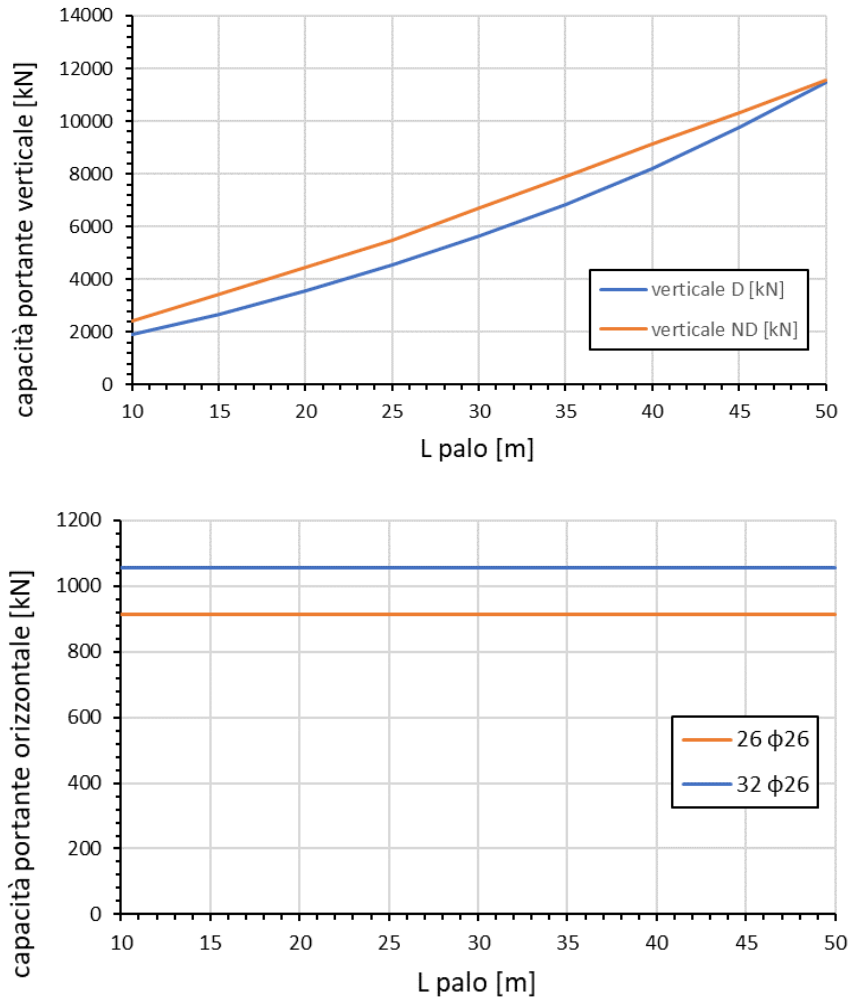 capacità portante verticale [kN]
14000
12000
10000
8000
6000
4000
2000
0
verticale D [kN]
verticale ND [kN]
10 15 20 25 30 35 40 45 50
L palo [m]
capacità portante orizzontale [kN]
1200
1000
800
600
400
200
0
26 ϕ26
32 ϕ26
10 15 20 25 30 35 40 45 50
L palo [m]